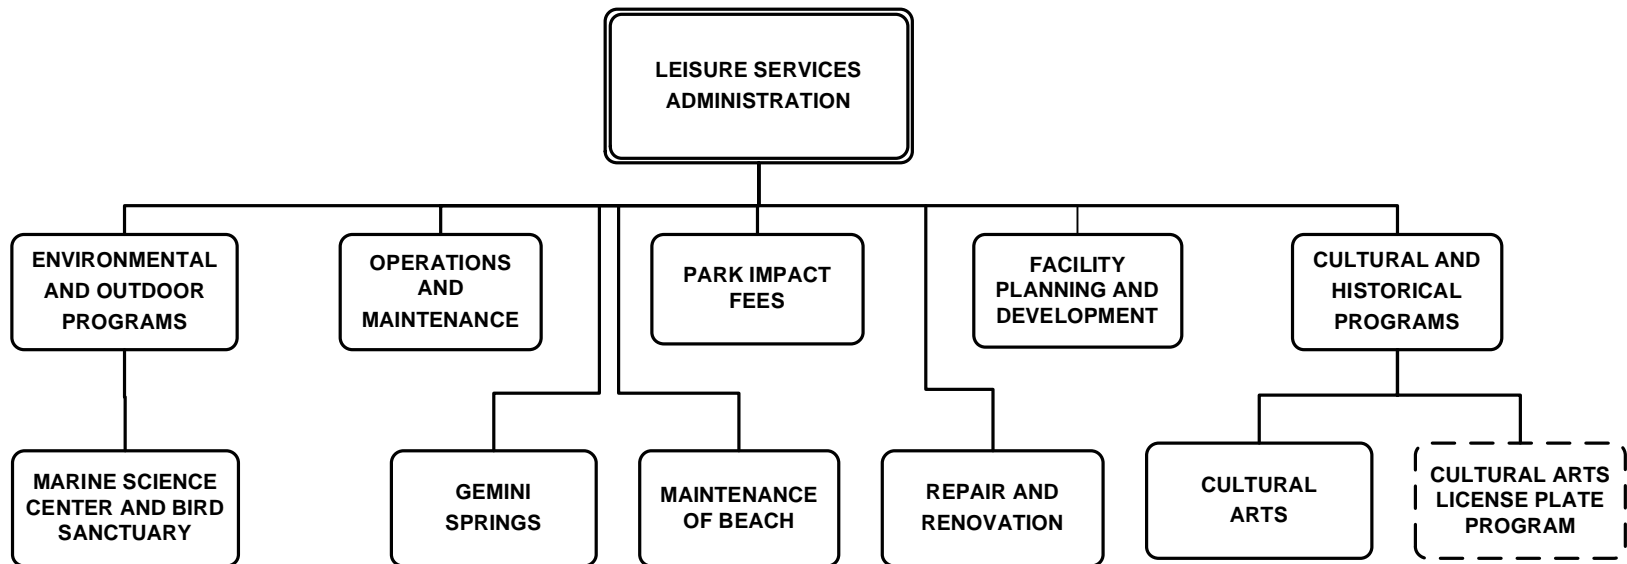 LEISURE SERVICES
ADMINISTRATION
ENVIRONMENTAL
AND OUTDOOR
PROGRAMS
OPERATIONS
AND
MAINTENANCE
PARK IMPACT
FEES
FACILITY
PLANNING AND
DEVELOPMENT
CULTURAL AND
HISTORICAL
PROGRAMS
MARINE SCIENCE
CENTER AND BIRD
SANCTUARY
GEMINI
SPRINGS
MAINTENANCE
OF BEACH
REPAIR AND
RENOVATION
CULTURAL
ARTS
CULTURAL ARTS
LICENSE PLATE
PROGRAM